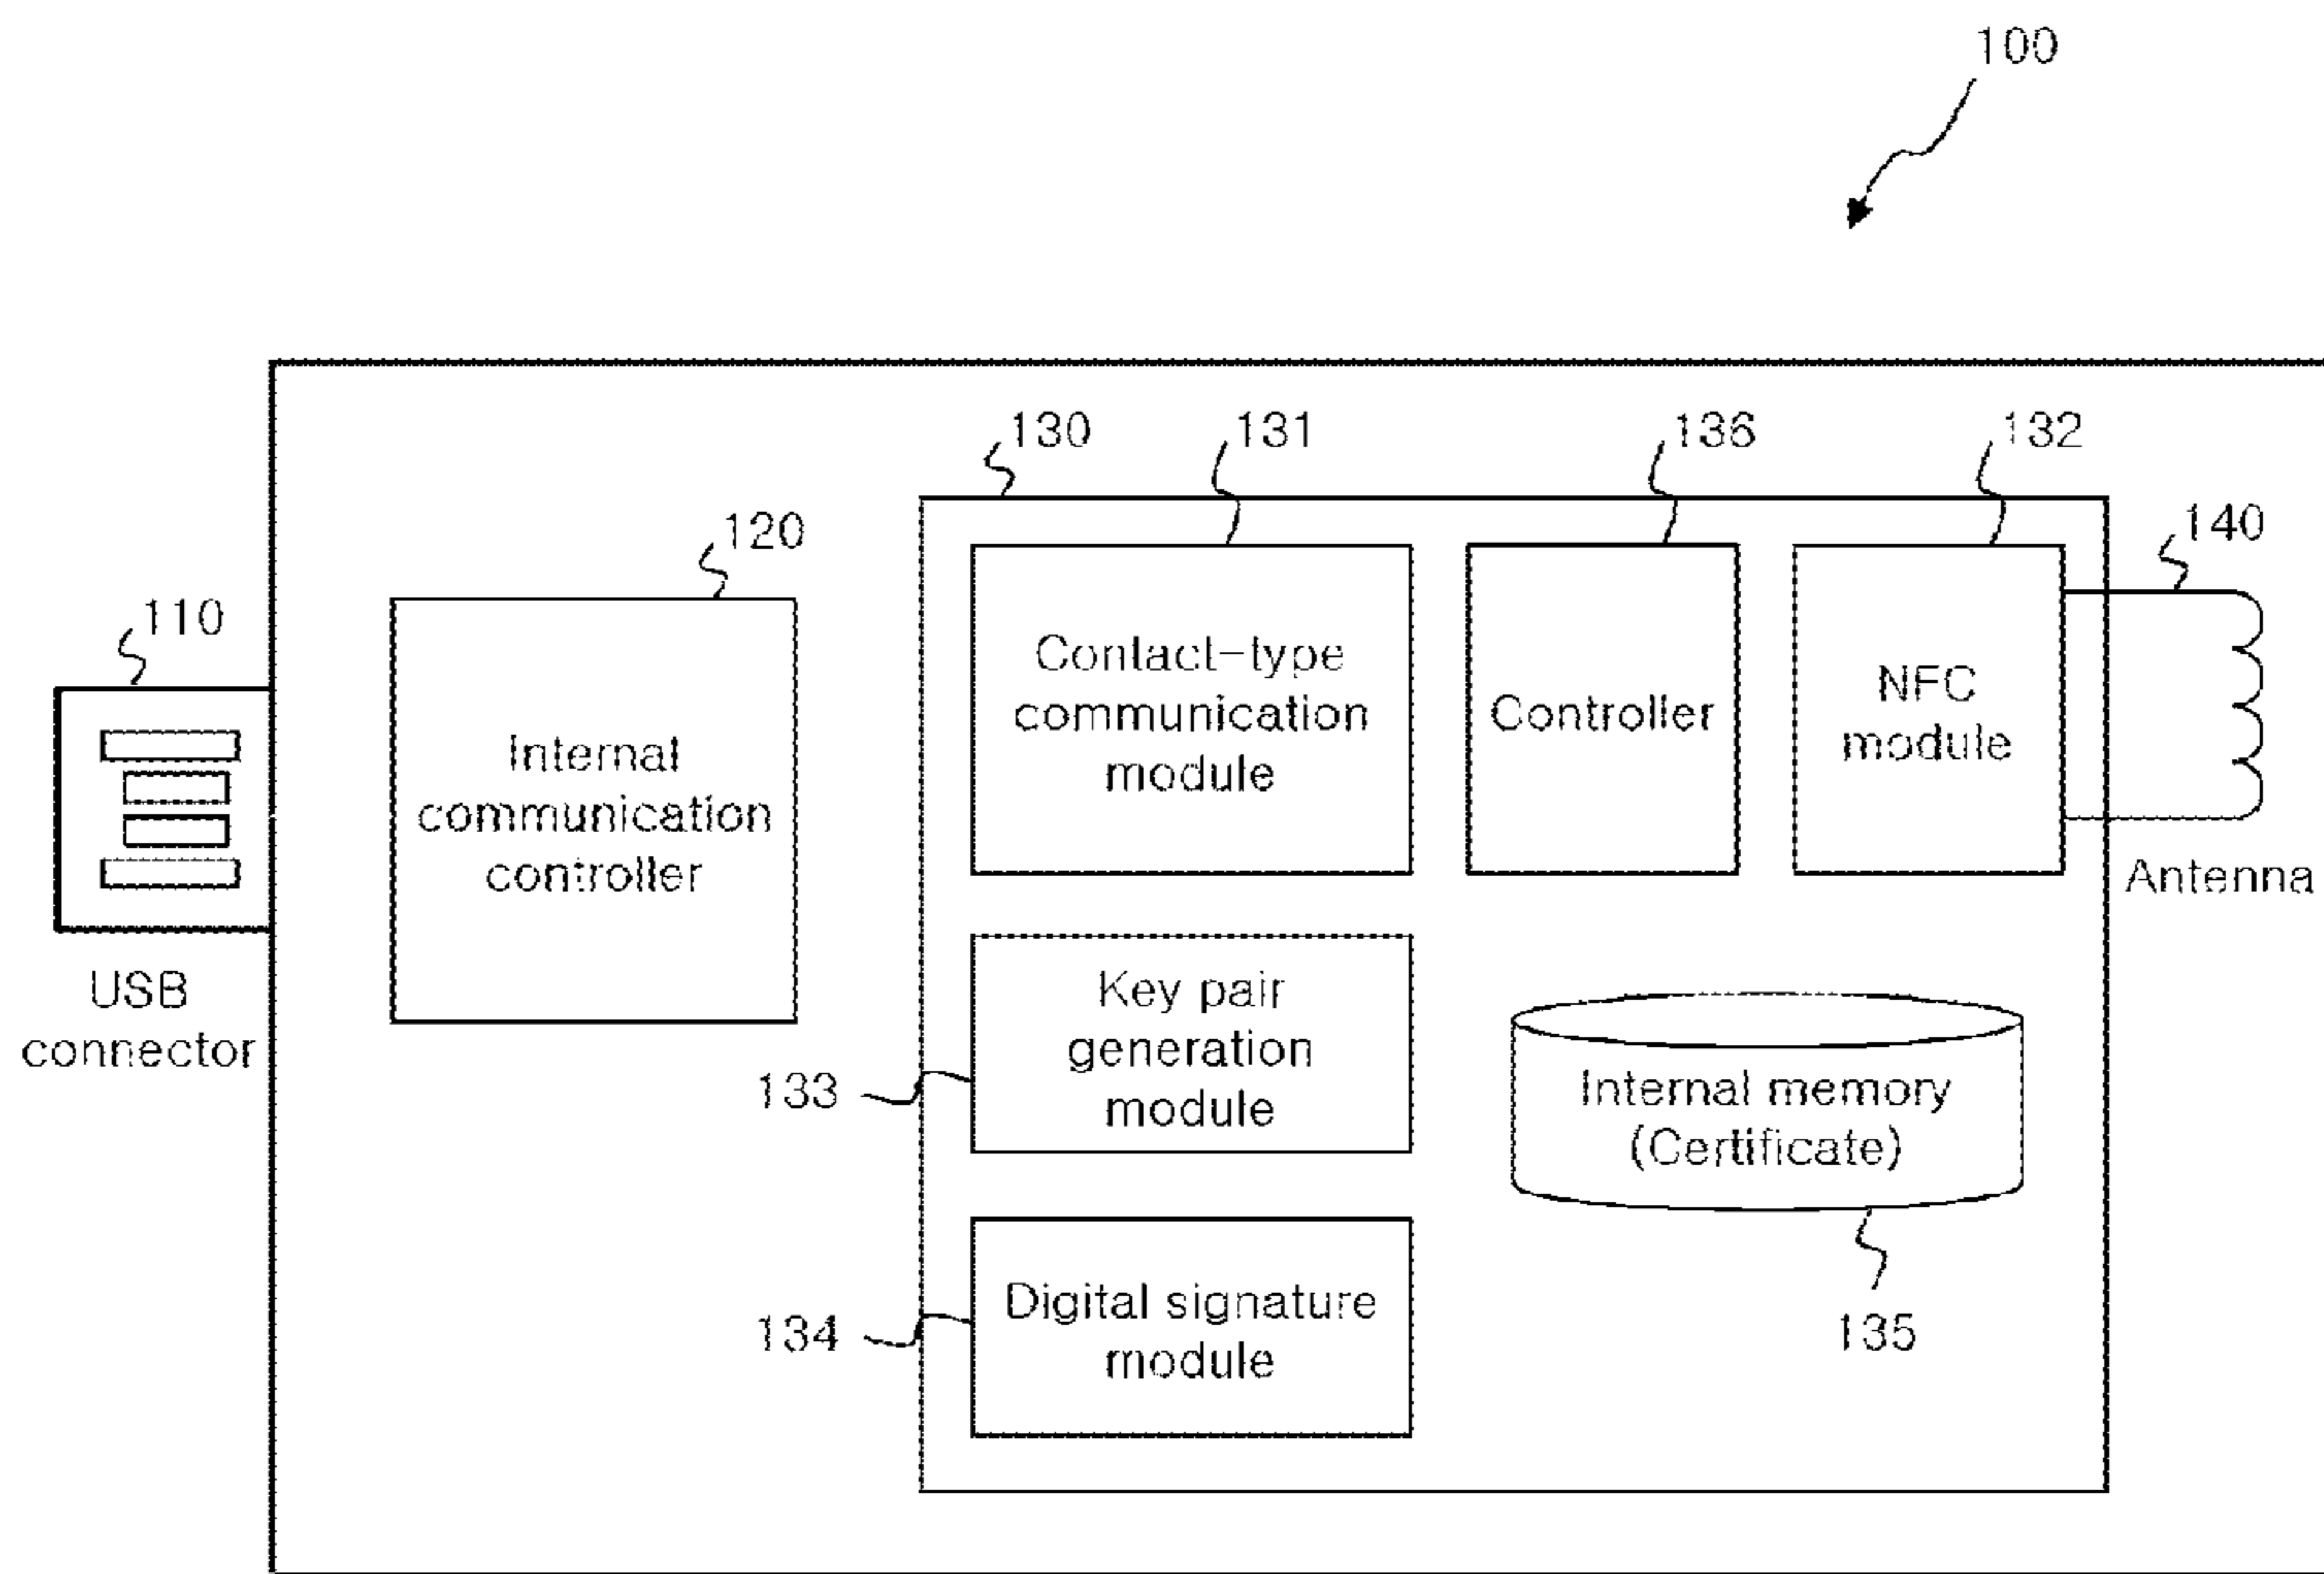 100
130
131
136
132
140
120
110
Contact-type
communication
module
Controller
NFC
module
Internal
communication
controller
Antenna
USB
connector
Key pair
generation
module
133
Internal memory
(Certificate)
Digital signature
module
134
135